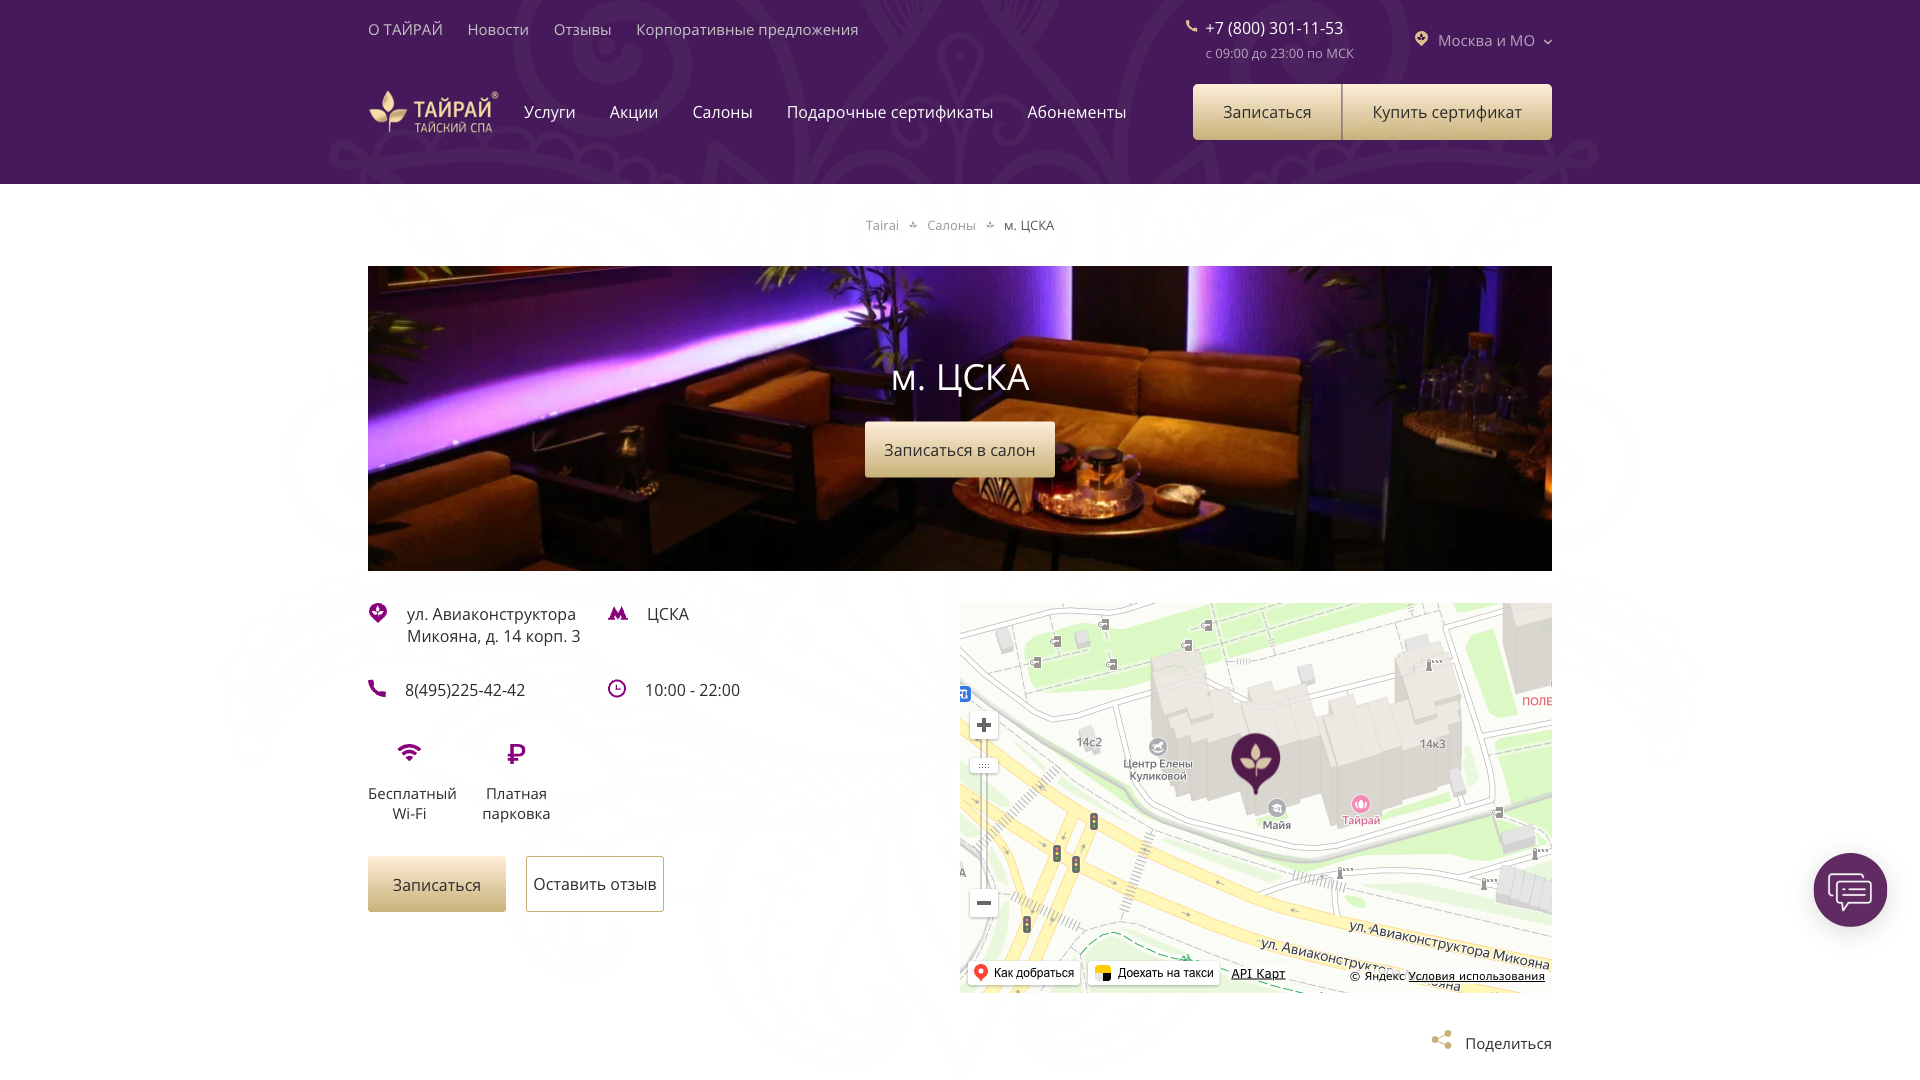 О ТАЙРАЙ
Новости
Отзывы
Корпоративные предложения
+7 (800) 301-11-53
с 09:00 до 23:00 по МСК
Москва и МО
ТАЙРАЙ®
ТАЙСКИЙ СПА
Услуги
Акции
Салоны
Подарочные сертификаты
Абонементы
Записаться
Купить сертификат
Tairai
Салоны
м. ЦСКА
м. ЦСКА
Записаться в салон
ул. Авиаконструктора
Микояна, д. 14 корп. 3
ЦСКА
8(495)225-42-42
10:00 - 22:00
Бесплатный
Wi-Fi
Платная
парковка
Записаться
Оставить отзыв
ПОЛЕ
14с2
14к3
Центр Елены
Куликовой
Майя
Тайрай
ул. Авиаконструктора Микояна
ул. Авиаконструктора Микояна
Как добраться
Доехать на такси
API Карт
© Яндекс Условия использования
Поделиться